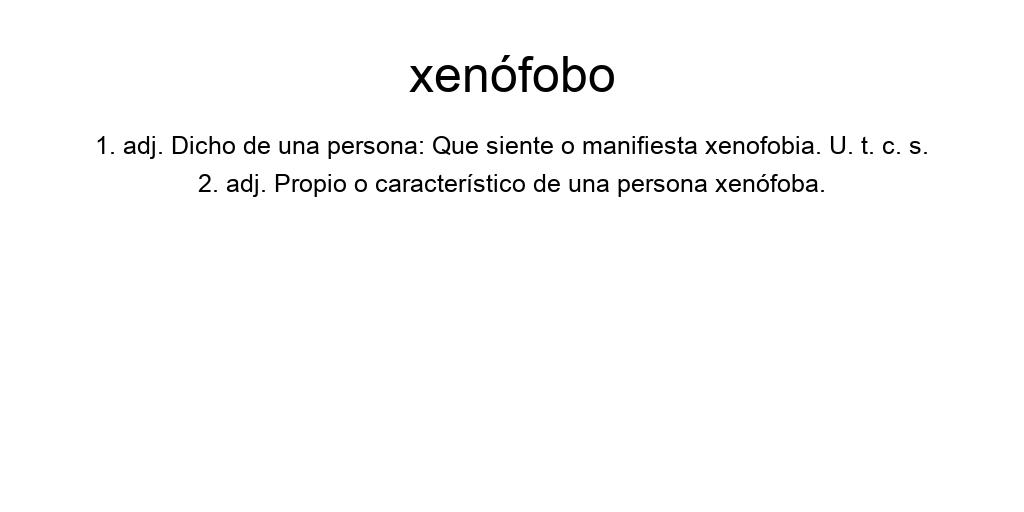 xenófobo
1. adj. Dicho de una persona: Que siente o manifiesta xenofobia. U. t. c. s.
2. adj. Propio o característico de una persona xenófoba.